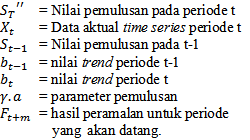 S_T'' = Nilai pemulusan pada periode t
X_t = Data aktual time series periode t
S_{t-1} = Nilai pemulusan pada t-1
b_{t-1} = nilai trend periode t-1
b_t = nilai trend periode t
γ.a = parameter pemulusan
F_{t+m} = hasil peramalan untuk periode
yang akan datang.